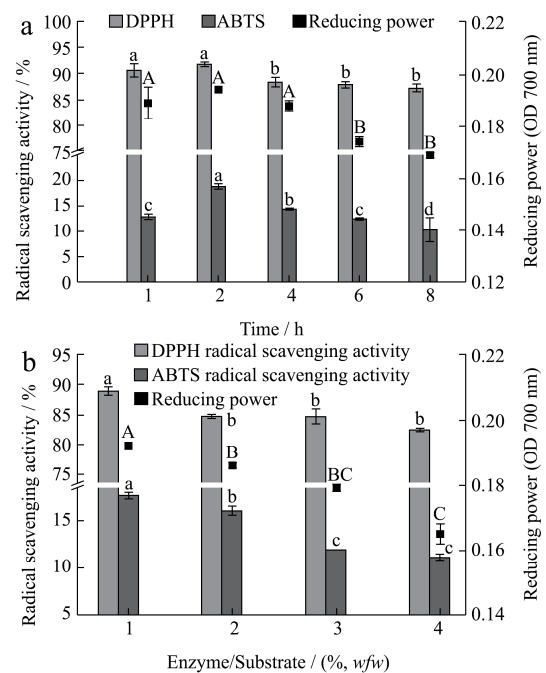 a
DPPH ABTS Reducing power
Radical scavenging activity / %
100
95
90
85
80
75
20
15
10
5
0
a a b b b
A A A B B
c a b c d
0.22
0.20
0.18
0.16
0.14
0.12
Reducing power (OD 700 nm)
1 2 4 6 8
Time / h
b
DPPH radical scavenging activity
ABTS radical scavenging activity
Reducing power
Radical scavenging activity / %
95
90
85
80
75
15
10
5
a b b b
A B BC C
a b c c
0.22
0.20
0.18
0.16
0.14
Reducing power (OD 700 nm)
1 2 3 4
Enzyme/Substrate / (%, wfw)